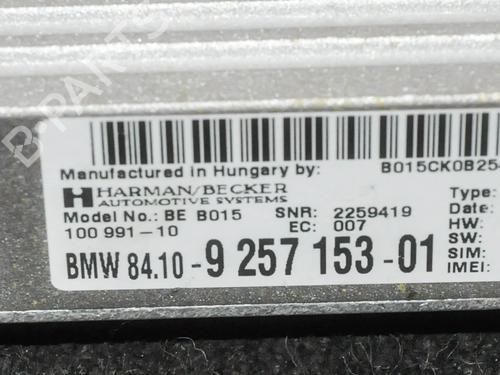 B-PARTS
Manufactured in Hungary by: B015CK0B254
HARMAN/BECKER
AUTOMOTIVE SYSTEMS
Type:
Model No.: BE B015 SNR: 2259419 Date:
100 991-10 EC: 007 HW:
SW:
BMW 84.10 - 9 257 153 - 01 SIM:
IMEI: